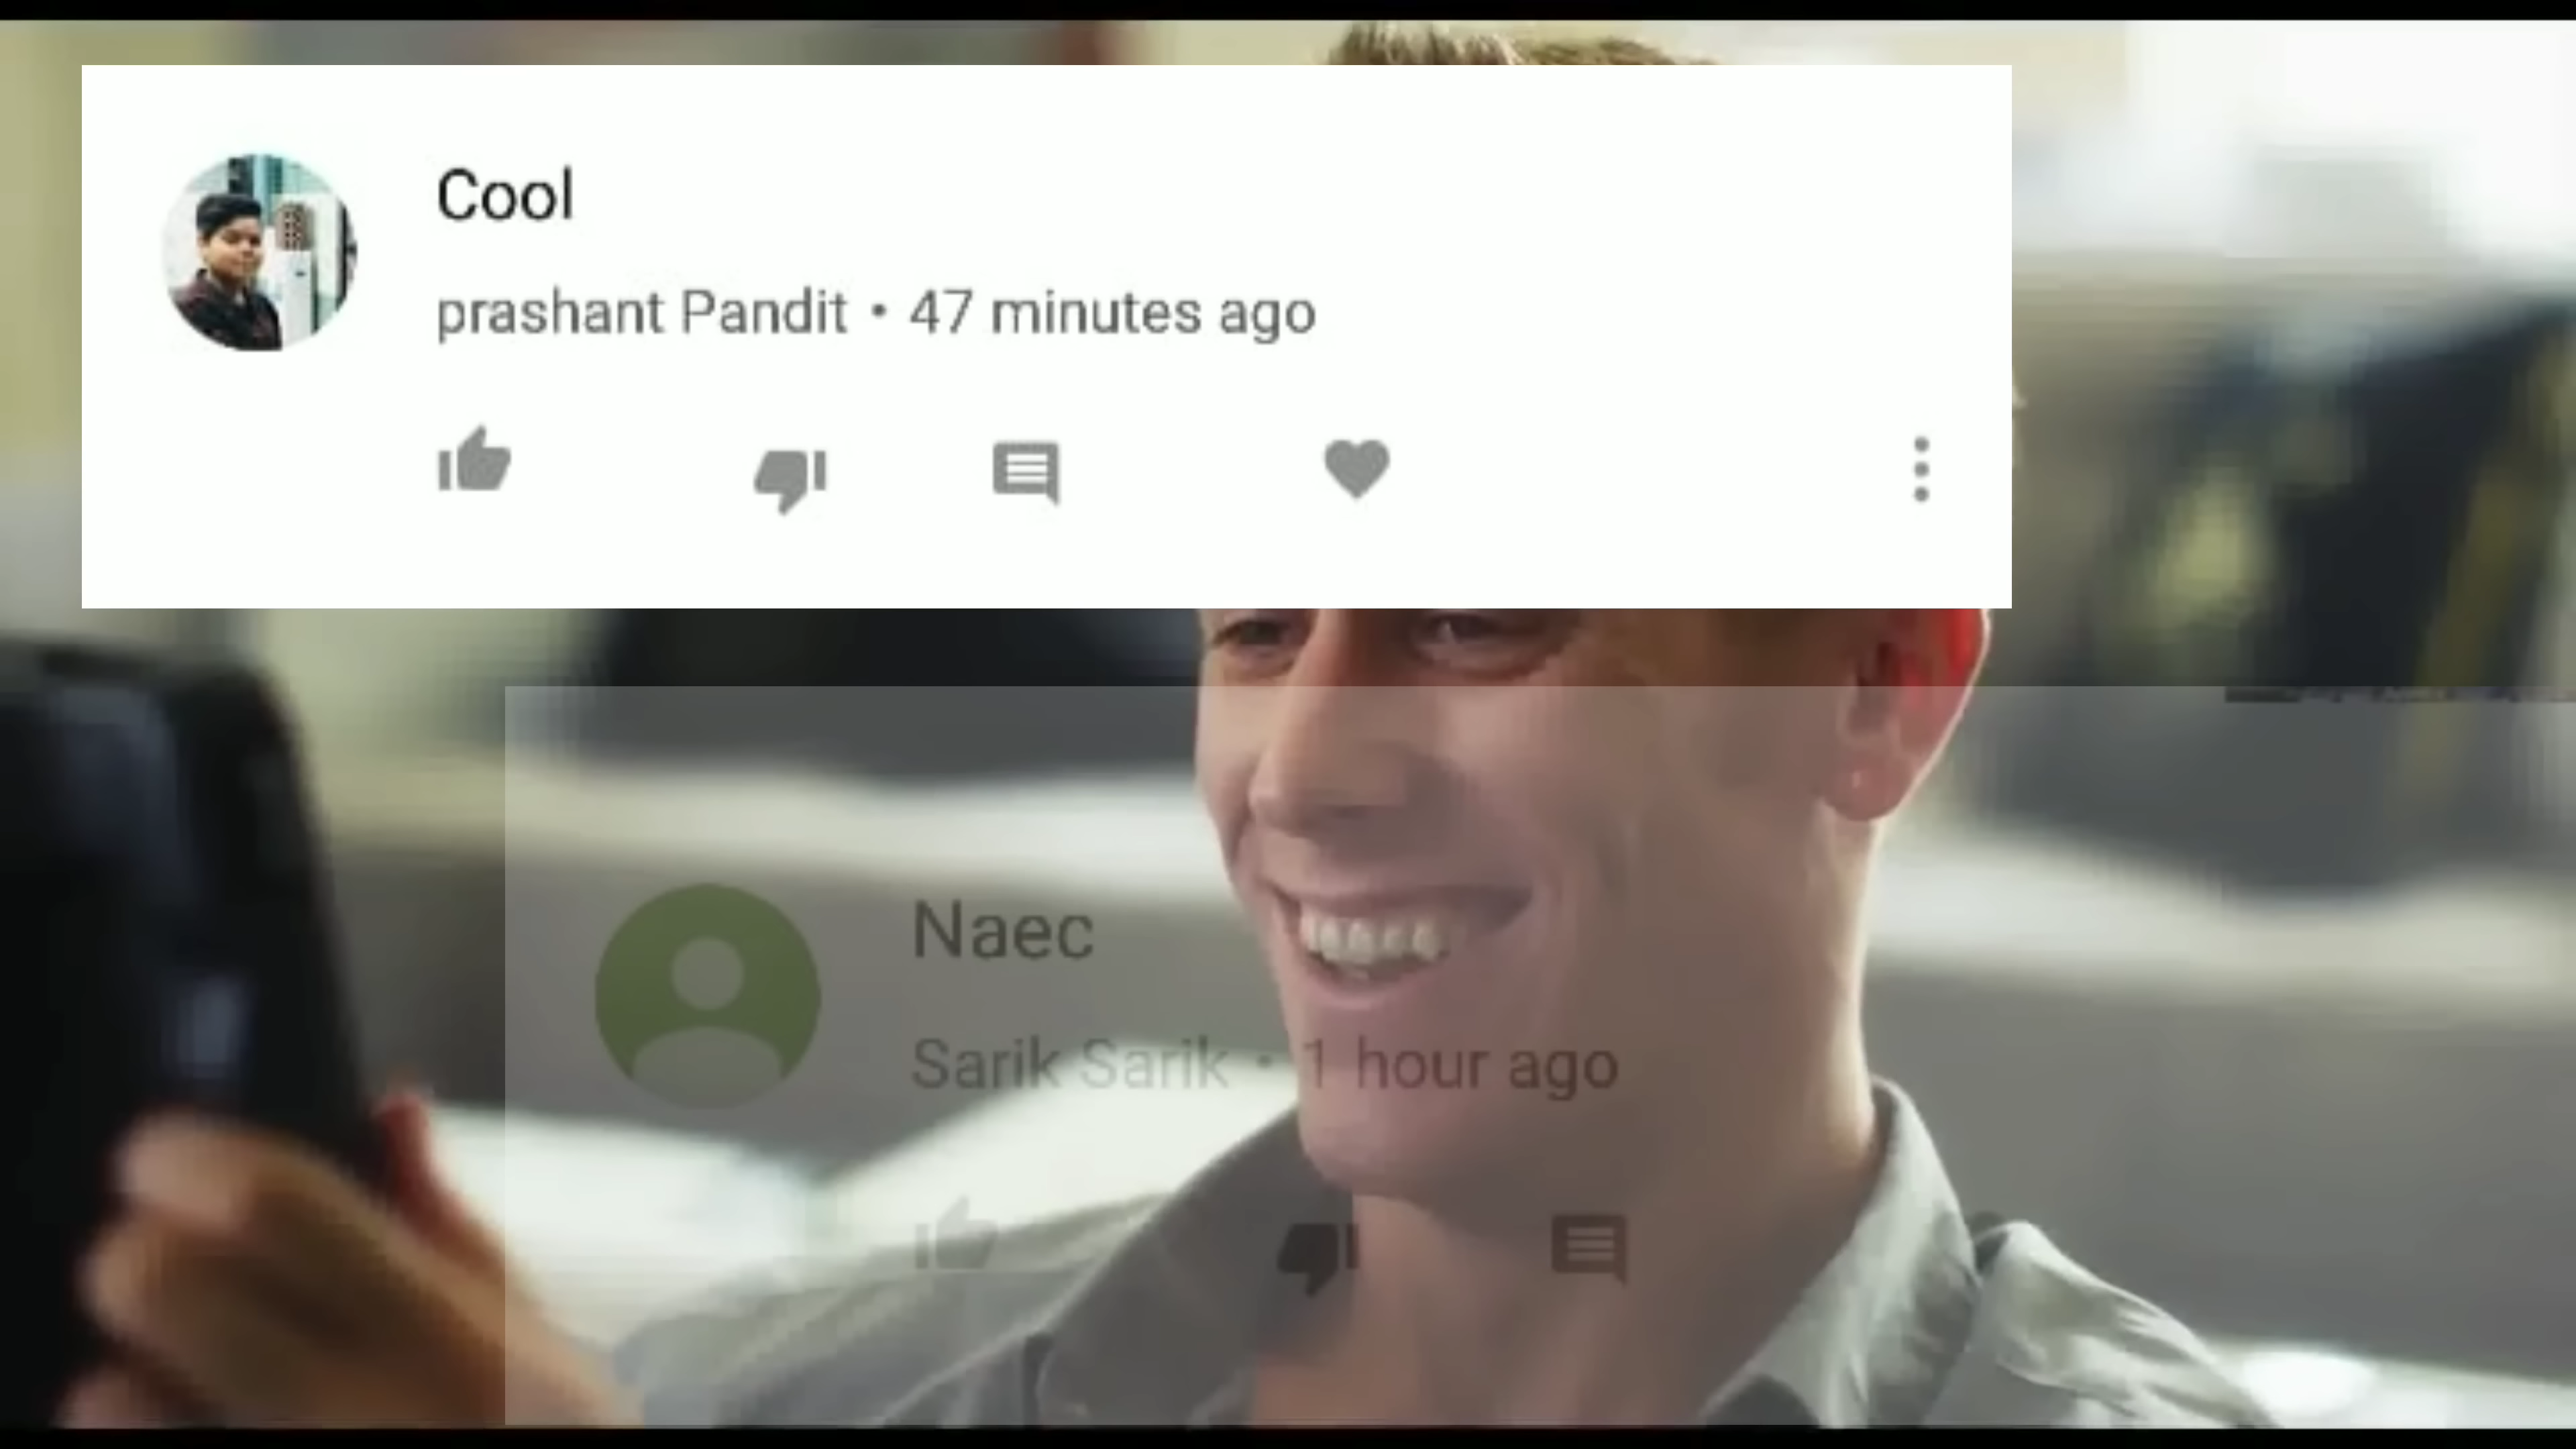 Cool
prashant Pandit • 47 minutes ago
Naec
Sarik Sarik • 1 hour ago